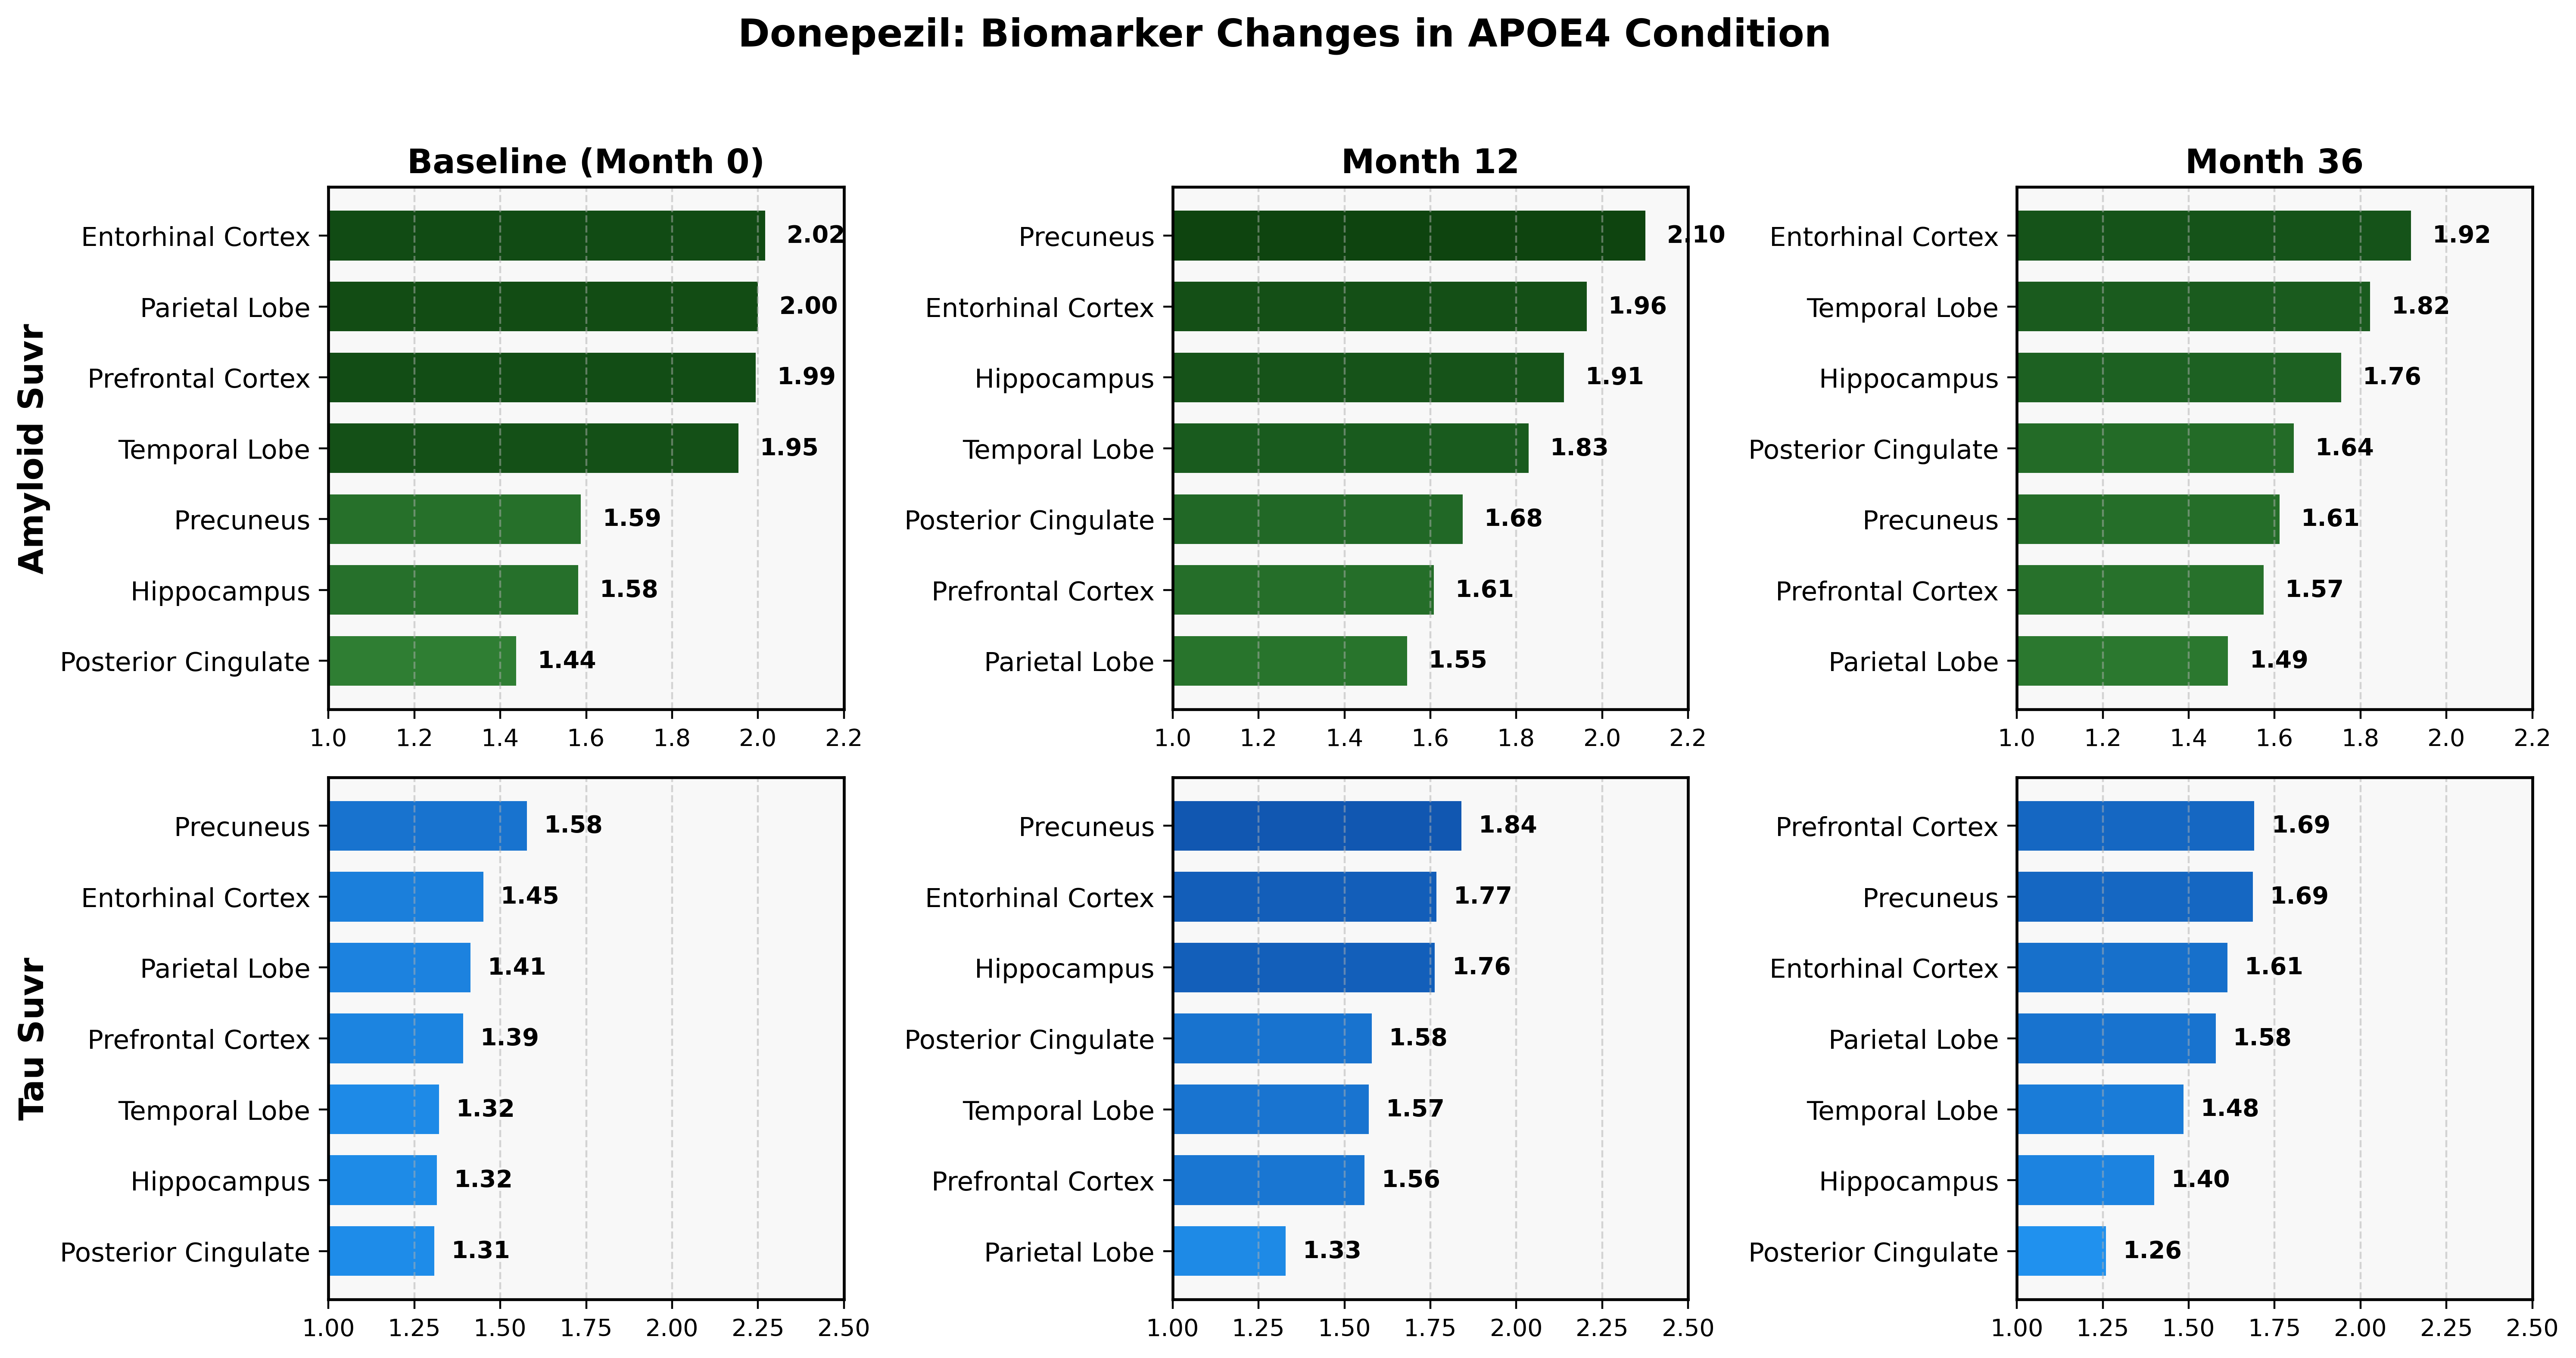 Donepezil: Biomarker Changes in APOE4 Condition
Baseline (Month 0)
Amyloid Suvr
Entorhinal Cortex 2.02
Parietal Lobe 2.00
Prefrontal Cortex 1.99
Temporal Lobe 1.95
Precuneus 1.59
Hippocampus 1.58
Posterior Cingulate 1.44
1.0 1.2 1.4 1.6 1.8 2.0 2.2
Month 12
Precuneus 2.10
Entorhinal Cortex 1.96
Hippocampus 1.91
Temporal Lobe 1.83
Posterior Cingulate 1.68
Prefrontal Cortex 1.61
Parietal Lobe 1.55
1.0 1.2 1.4 1.6 1.8 2.0 2.2
Month 36
Entorhinal Cortex 1.92
Temporal Lobe 1.82
Hippocampus 1.76
Posterior Cingulate 1.64
Precuneus 1.61
Prefrontal Cortex 1.57
Parietal Lobe 1.49
1.0 1.2 1.4 1.6 1.8 2.0 2.2
Tau Suvr
Precuneus 1.58
Entorhinal Cortex 1.45
Parietal Lobe 1.41
Prefrontal Cortex 1.39
Temporal Lobe 1.32
Hippocampus 1.32
Posterior Cingulate 1.31
1.00 1.25 1.50 1.75 2.00 2.25 2.50
Precuneus 1.84
Entorhinal Cortex 1.77
Hippocampus 1.76
Posterior Cingulate 1.58
Temporal Lobe 1.57
Prefrontal Cortex 1.56
Parietal Lobe 1.33
1.00 1.25 1.50 1.75 2.00 2.25 2.50
Prefrontal Cortex 1.69
Precuneus 1.69
Entorhinal Cortex 1.61
Parietal Lobe 1.58
Temporal Lobe 1.48
Hippocampus 1.40
Posterior Cingulate 1.26
1.00 1.25 1.50 1.75 2.00 2.25 2.50